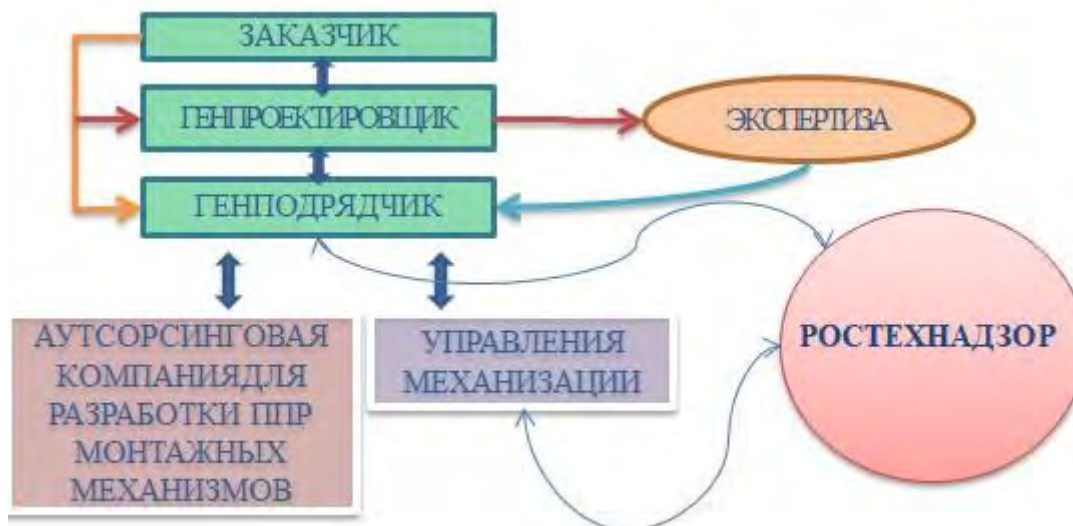 ЗАКАЗЧИК
ГЕНПРОЕКТИРОВЩИК
ЭКСПЕРТИЗА
ГЕНПОДРЯДЧИК
РОСТЕХНАДЗОР
АУТСОРСИНГОВАЯ
КОМПАНИЯДЛЯ
РАЗРАБОТКИ ППР
МОНТАЖНЫХ
МЕХАНИЗМОВ
УПРАВЛЕНИЯ
МЕХАНИЗАЦИИ